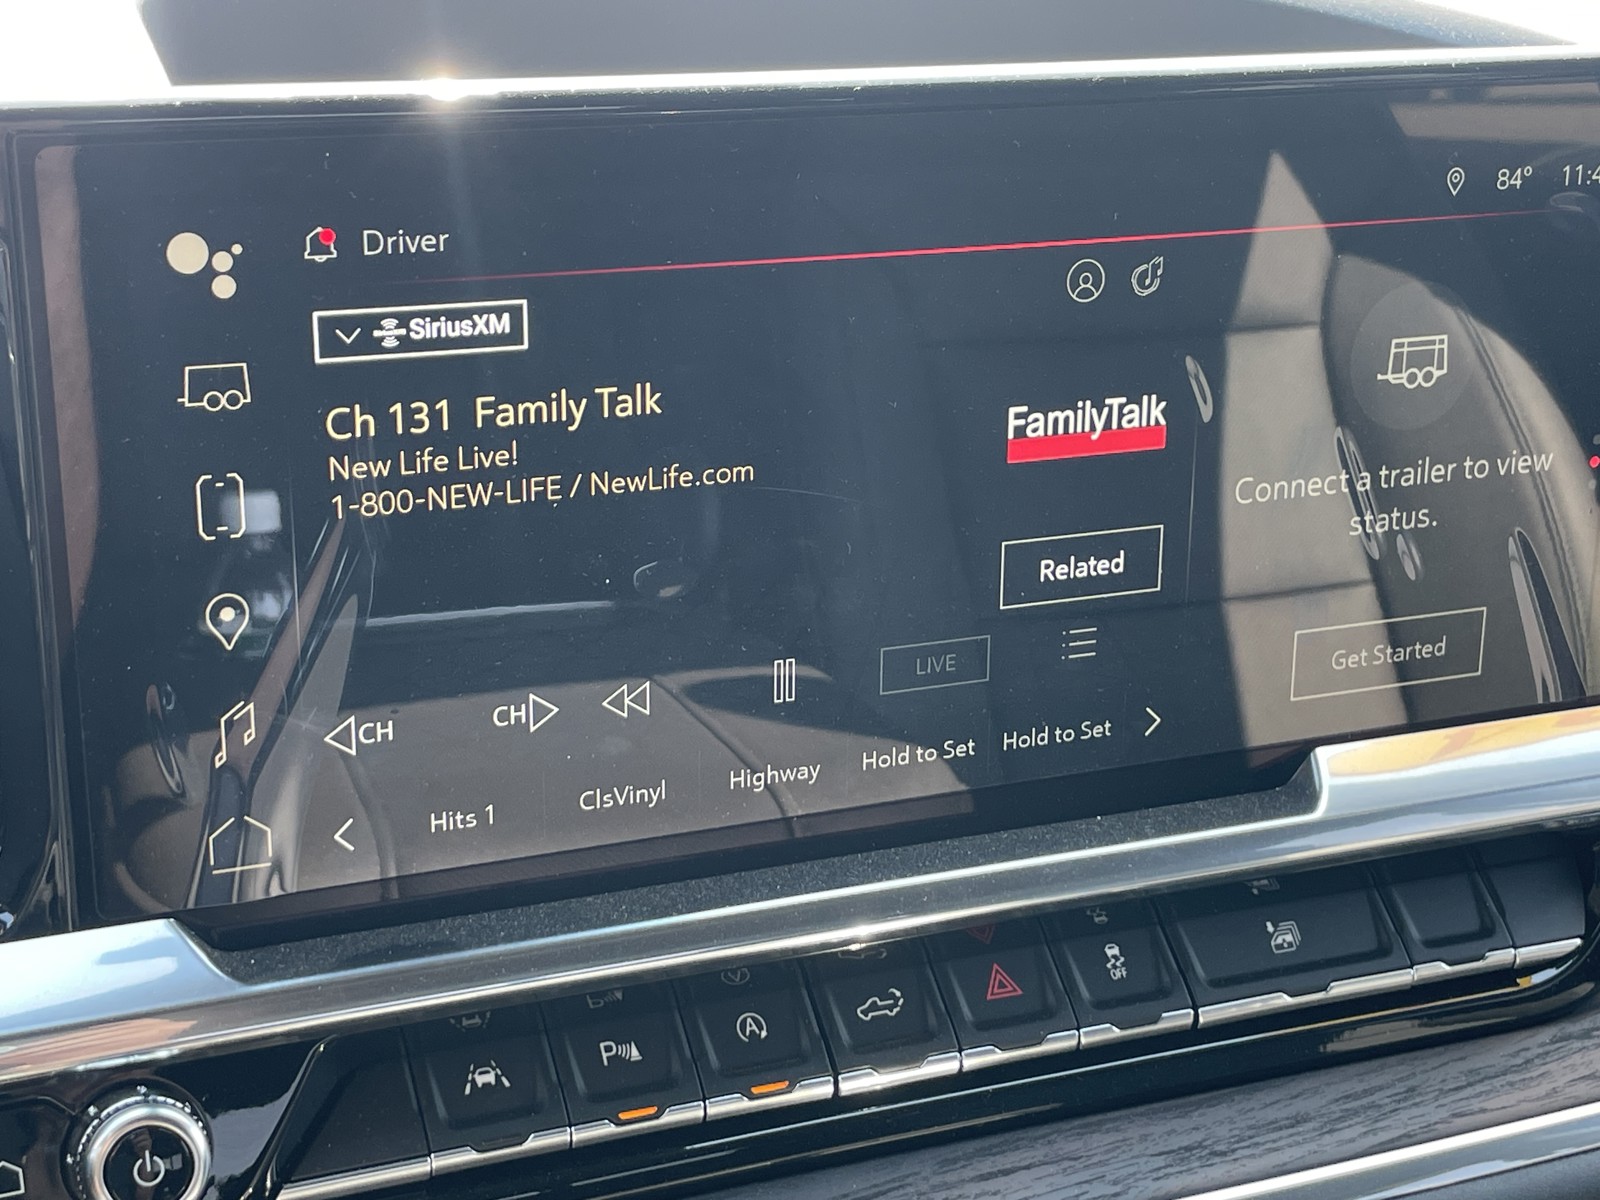 84° 11:4
Driver
SiriusXM
Ch 131 Family Talk
New Life Live!
1-800-NEW-LIFE / NewLife.com
FamilyTalk
Related
Connect a trailer to view
status.
Get Started
CH
CH
LIVE
Hits 1
ClsVinyl
Highway
Hold to Set
Hold to Set
P
A
OFF